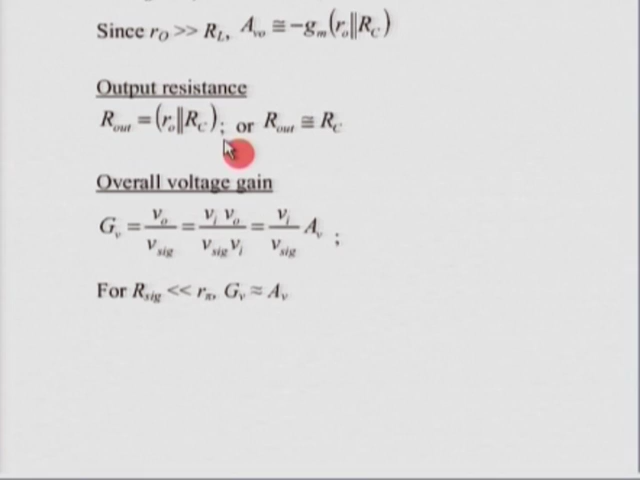 Since r_O >> R_L, A_vo ≅ −g_m(r_o||R_C)
Output resistance
R_out = (r_o||R_C); or R_out ≅ R_C
Overall voltage gain
G_v = v_o/v_sig = v_i v_o/v_sig v_i = v_i/v_sig A_v ;
For R_sig << r_π, G_v ≈ A_v